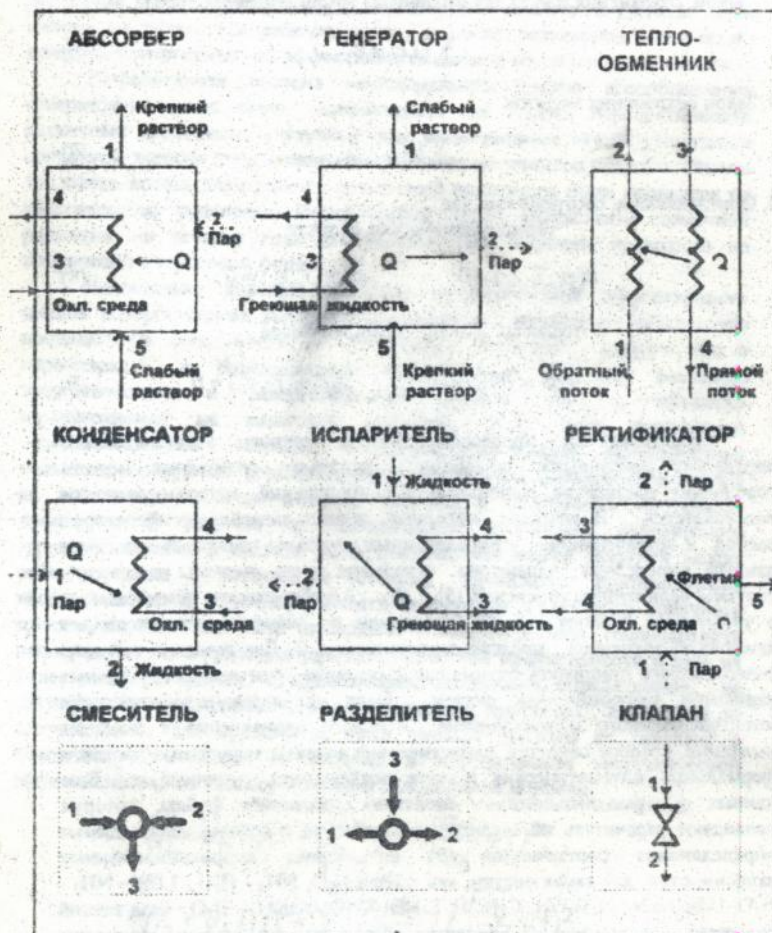 АБСОРБЕР
Крепкий
раствор
1
4
2
Пар
3
Q
Охл. среда
5
Слабый
раствор
ГЕНЕРАТОР
Слабый
раствор
1
4
2
Пар
3
Q
Греющая жидкость
5
Крепкий
раствор
ТЕПЛО-
ОБМЕННИК
2
3
Q
1
4
Обратный
поток
Прямой
поток
КОНДЕНСАТОР
4
Q
1
Пар
3
Охл. среда
2
Жидкость
ИСПАРИТЕЛЬ
1
Жидкость
4
2
Пар
Q
3
Греющая жидкость
РЕКТИФИКАТОР
2
Пар
3
Флегма
5
4
Охл. среда
1
Пар
СМЕСИТЕЛЬ
1
2
3
РАЗДЕЛИТЕЛЬ
3
1
2
КЛАПАН
1
2